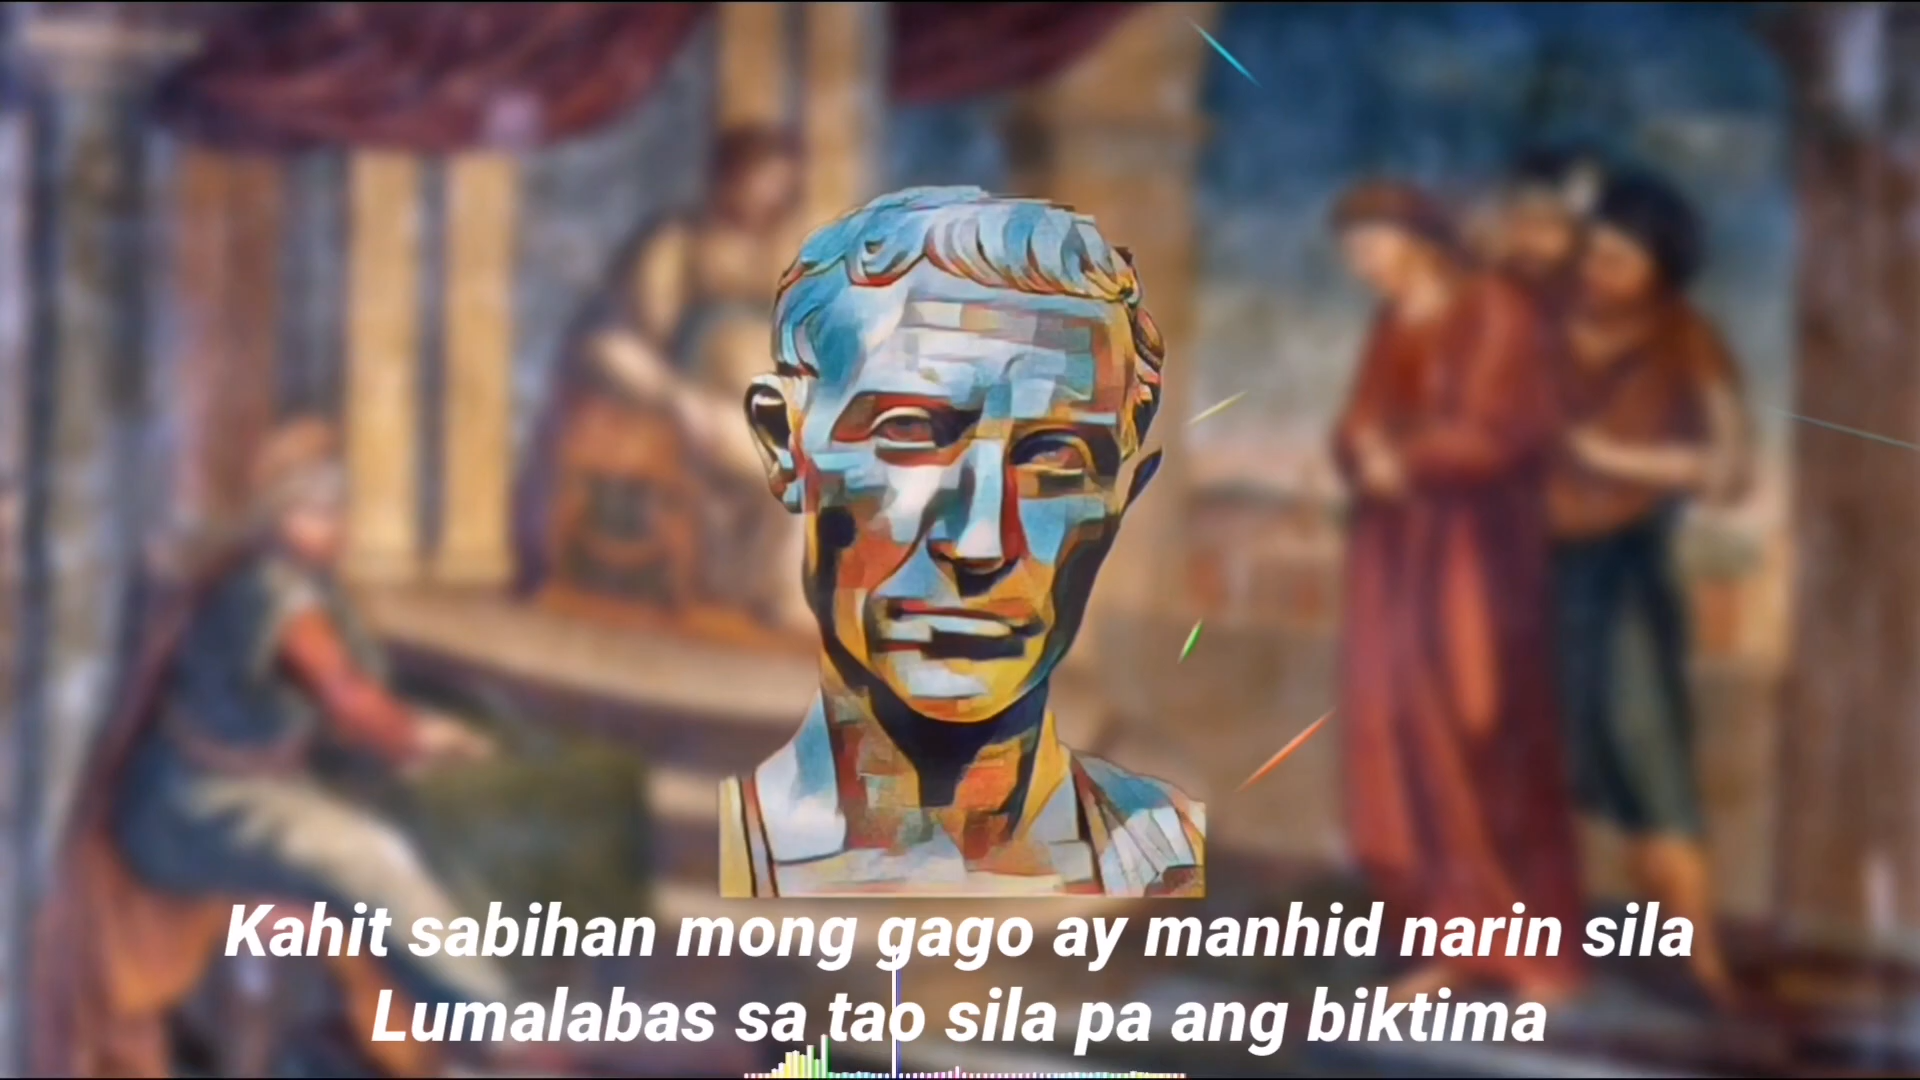 Kahit sabihan mong gago ay manhid narin sila
Lumalabas sa tao sila pa ang biktima